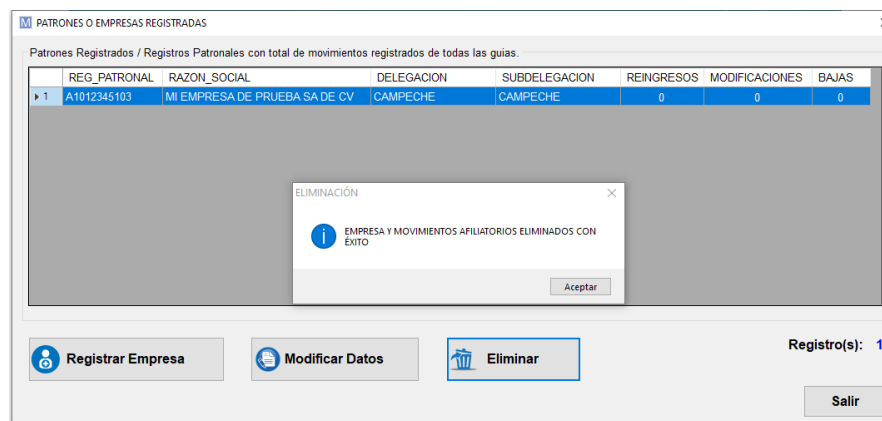 M PATRONES O EMPRESAS REGISTRADAS
Patrones Registrados / Registros Patronales con total de movimientos registrados de todas las guias.
REG_PATRONAL RAZON_SOCIAL DELEGACION SUBDELEGACION REINGRESOS MODIFICACIONES BAJAS
1 A1012345103 MI EMPRESA DE PRUEBA SA DE CV CAMPECHE CAMPECHE 0 0 0
ELIMINACIÓN
EMPRESA Y MOVIMIENTOS AFILIATORIOS ELIMINADOS CON
ÉXITO
Aceptar
Registrar Empresa Modificar Datos Eliminar Registro(s): 1
Salir